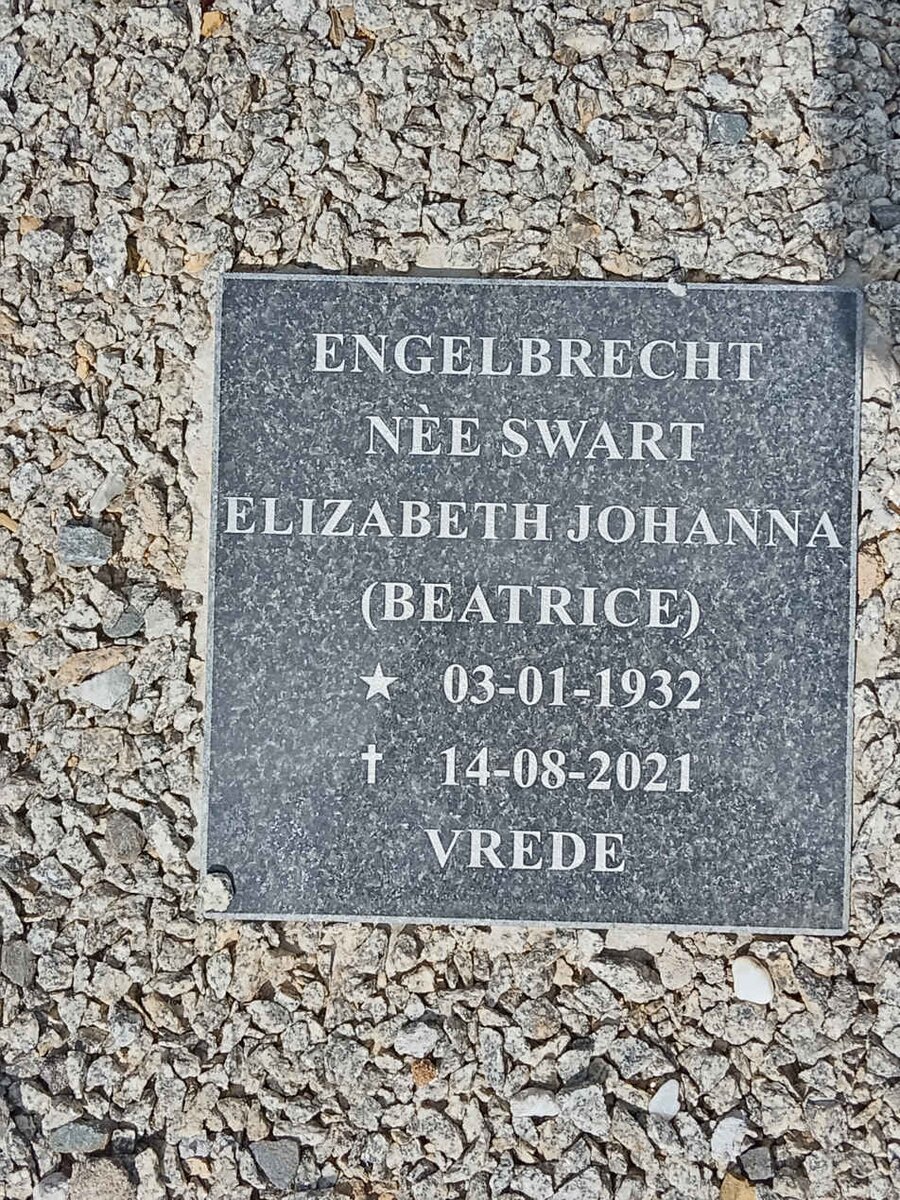 ENGELBRECHT
NÈE SWART
ELIZABETH JOHANNA
(BEATRICE)
★ 03-01-1932
✝ 14-08-2021
VREDE